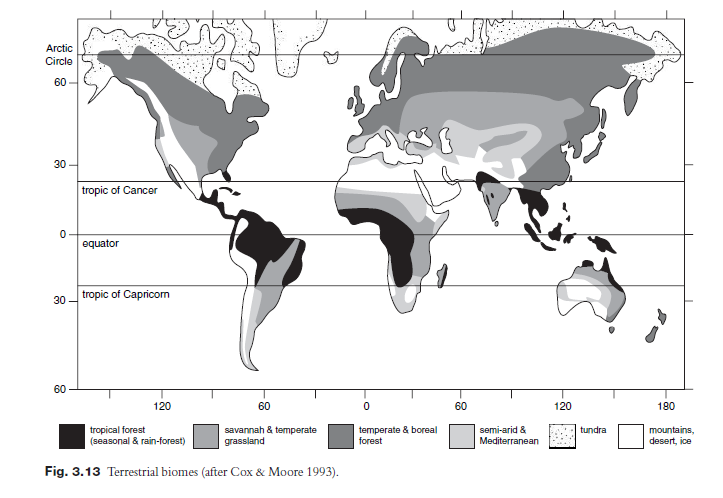 Arctic
Circle
60
30
tropic of Cancer
0
equator
tropic of Capricorn
30
60
120 60 0 60 120 180
tropical forest
(seasonal & rain-forest)
savannah & temperate
grassland
temperate & boreal
forest
semi-arid &
Mediterranean
tundra
mountains,
desert, ice
Fig. 3.13 Terrestrial biomes (after Cox & Moore 1993).